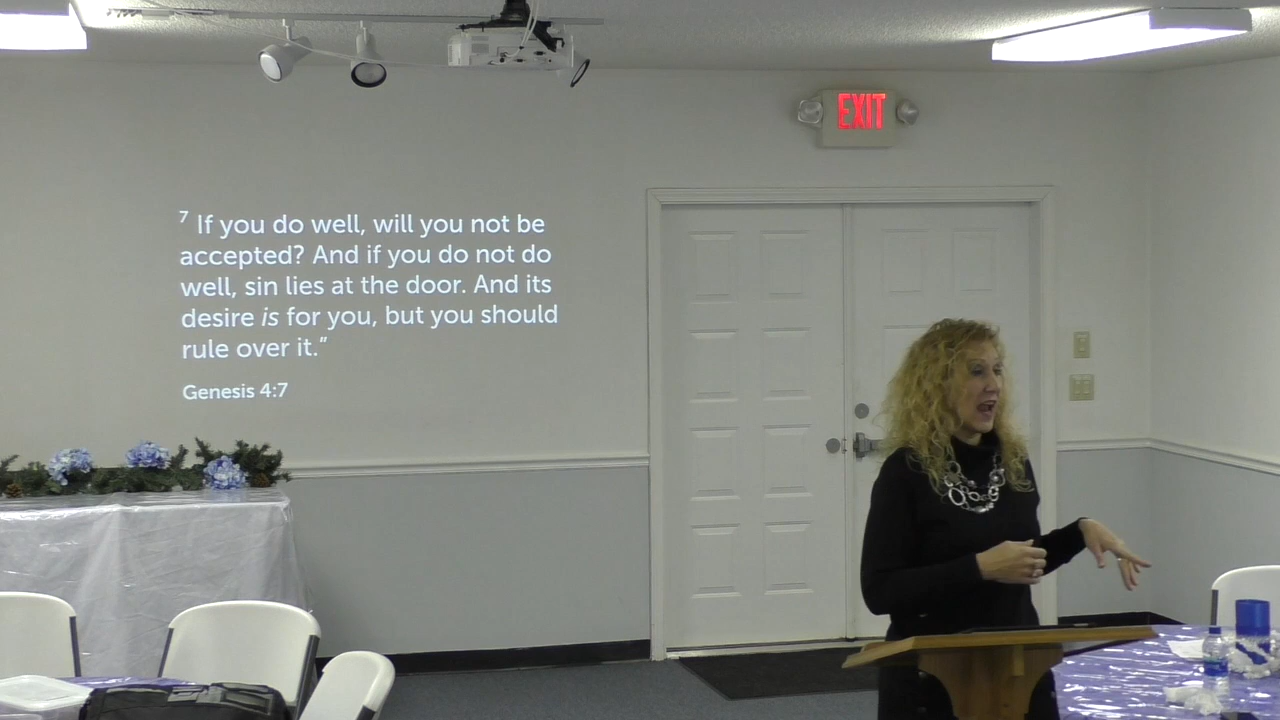 EXIT
⁷ If you do well, will you not be
accepted? And if you do not do
well, sin lies at the door. And its
desire is for you, but you should
rule over it.”
Genesis 4:7